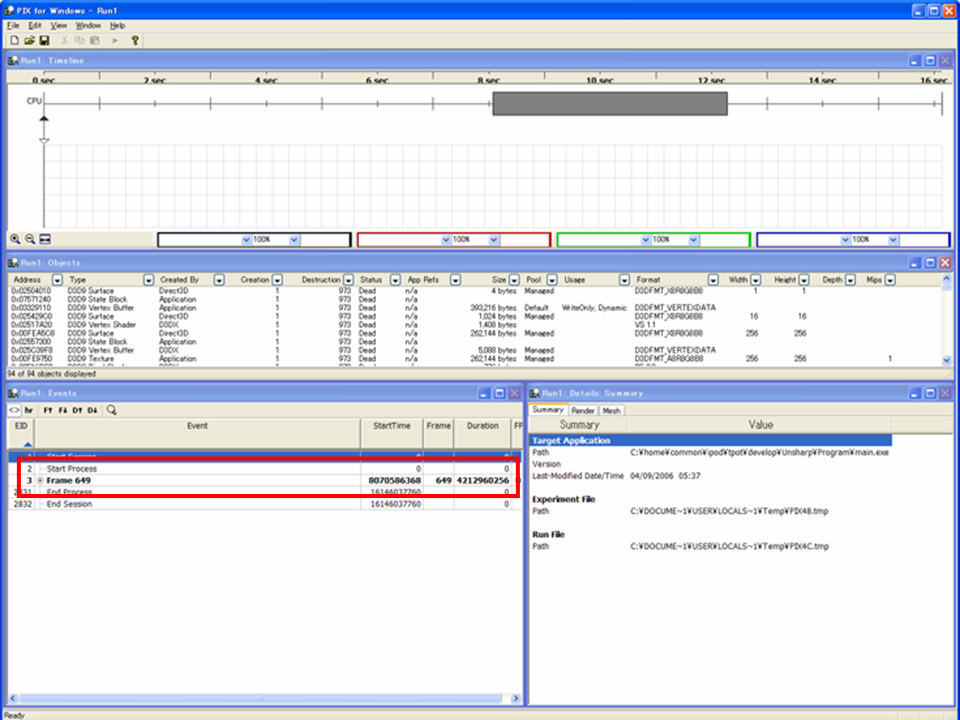 PIX for Windows - Run1
File Edit View Window Help
Run1: Timeline
0 sec 2 sec 4 sec 6 sec 8 sec 10 sec 12 sec 14 sec 16 sec
CPU
100% 100% 100% 100%
Run1: Objects
Address Type Created By Creation Destruction Status App Refs Size Pool Usage Format Width Height Depth Mips
0x02504010 D3D9 Surface Direct3D 1 973 Dead n/a 4 bytes Managed D3DFMT_X8R8G8B8 1 1
0x07571240 D3D9 State Block Application 1 973 Dead n/a
0x03329110 D3D9 Vertex Buffer Application 1 973 Dead n/a 393,216 bytes Default WriteOnly, Dynamic D3DFMT_VERTEXDATA
0x025429C0 D3D9 Surface Direct3D 1 973 Dead n/a 1,024 bytes Managed D3DFMT_X8R8G8B8 16 16
0x02517A20 D3D9 Vertex Shader D3DX 1 973 Dead n/a 1,408 bytes VS 1.1
0x00FEA5C8 D3D9 Surface Direct3D 1 973 Dead n/a 262,144 bytes Managed D3DFMT_X8R8G8B8 256 256
0x02557300 D3D9 State Block Application 1 973 Dead n/a
0x025C39F8 D3D9 Vertex Buffer D3DX 1 973 Dead n/a 5,088 bytes Managed D3DFMT_VERTEXDATA
0x00FE9750 D3D9 Texture Application 1 973 Dead n/a 262,144 bytes Managed D3DFMT_A8R8G8B8 256 256 1
94 of 94 objects displayed
Run1: Events
<> hr F↑ F↓ D↑ D↓
EID Event StartTime Frame Duration
1 Start Session 0 0
2 Start Process 0 0
3 Frame 649 8070586368 649 4212960256
2831 End Process 16146037760 0
2832 End Session 16146037760 0
Run1: Details: Summary
Summary Render Mesh
Summary Value
Target Application
Path C:¥home¥common¥ipod¥tpot¥develop¥Unsharp¥Program¥main.exe
Version
Last-Modified Date/Time 04/09/2006 05:37
Experiment File
Path C:¥DOCUME~1¥USER¥LOCALS~1¥Temp¥PIX4B.tmp
Run File
Path C:¥DOCUME~1¥USER¥LOCALS~1¥Temp¥PIX4C.tmp
Ready